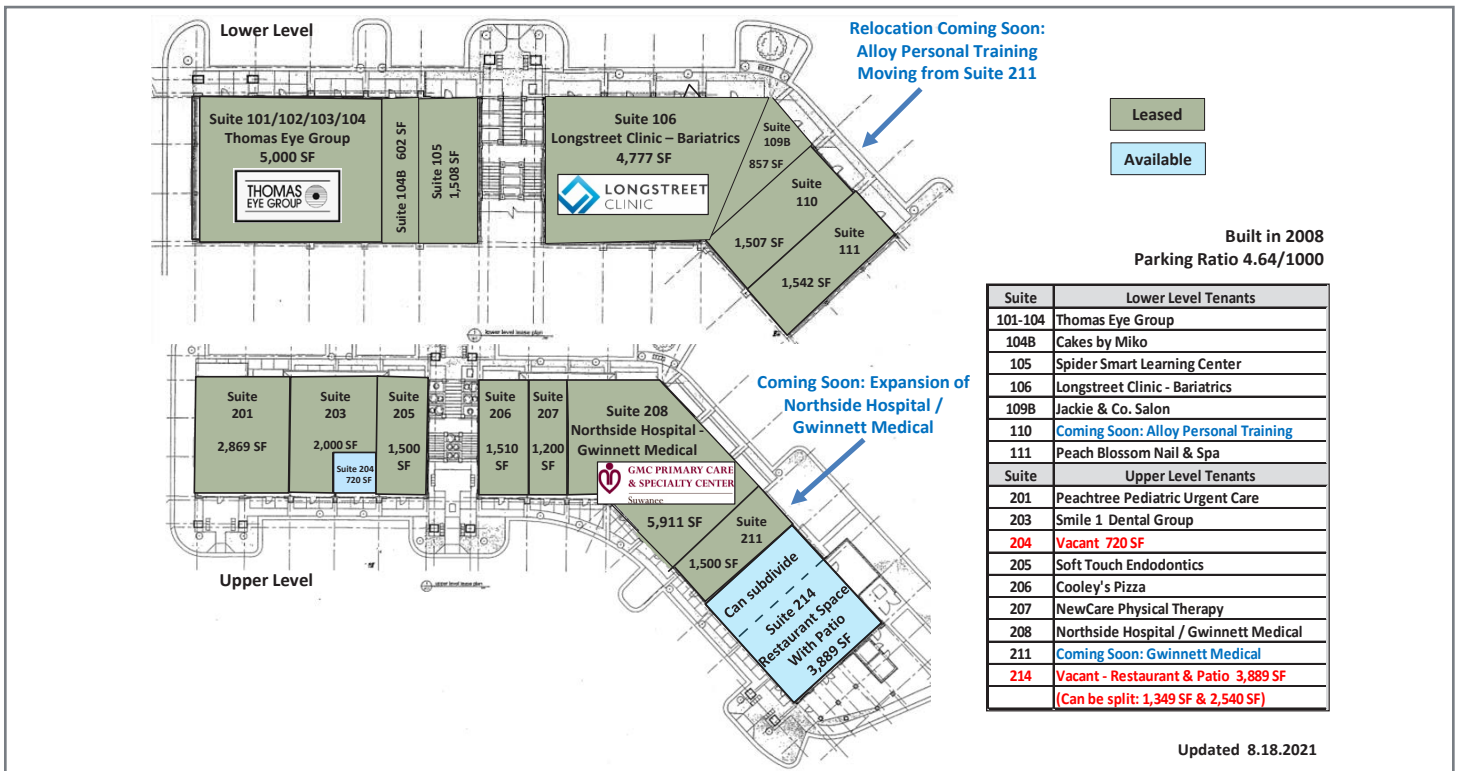 Lower Level
Relocation Coming Soon:
Alloy Personal Training
Moving from Suite 211
Suite 101/102/103/104
Thomas Eye Group
5,000 SF
THOMAS
EYE GROUP
Suite 104B 602 SF
Suite 105
1,508 SF
Suite 106
Longstreet Clinic – Bariatrics
4,777 SF
LONGSTREET
CLINIC
Suite
109B
857 SF
Suite
110
1,507 SF
Suite
111
1,542 SF
lower level lease plan
Leased
Available
Built in 2008
Parking Ratio 4.64/1000
Suite
201
2,869 SF
Suite
203
2,000 SF
Suite 204
720 SF
Suite
205
1,500
SF
Suite
206
1,510
SF
Suite
207
1,200
SF
Suite 208
Northside Hospital -
Gwinnett Medical
GMC PRIMARY CARE
& SPECIALTY CENTER
Suwanee
5,911 SF
Suite
211
1,500 SF
Coming Soon: Expansion of
Northside Hospital /
Gwinnett Medical
Can subdivide
Suite 214
Restaurant Space
With Patio
3,889 SF
Upper Level
upper level lease plan
Suite Lower Level Tenants
101-104 Thomas Eye Group
104B Cakes by Miko
105 Spider Smart Learning Center
106 Longstreet Clinic - Bariatrics
109B Jackie & Co. Salon
110 Coming Soon: Alloy Personal Training
111 Peach Blossom Nail & Spa
Suite Upper Level Tenants
201 Peachtree Pediatric Urgent Care
203 Smile 1 Dental Group
204 Vacant 720 SF
205 Soft Touch Endodontics
206 Cooley's Pizza
207 NewCare Physical Therapy
208 Northside Hospital / Gwinnett Medical
211 Coming Soon: Gwinnett Medical
214 Vacant - Restaurant & Patio 3,889 SF
(Can be split: 1,349 SF & 2,540 SF)
Updated 8.18.2021